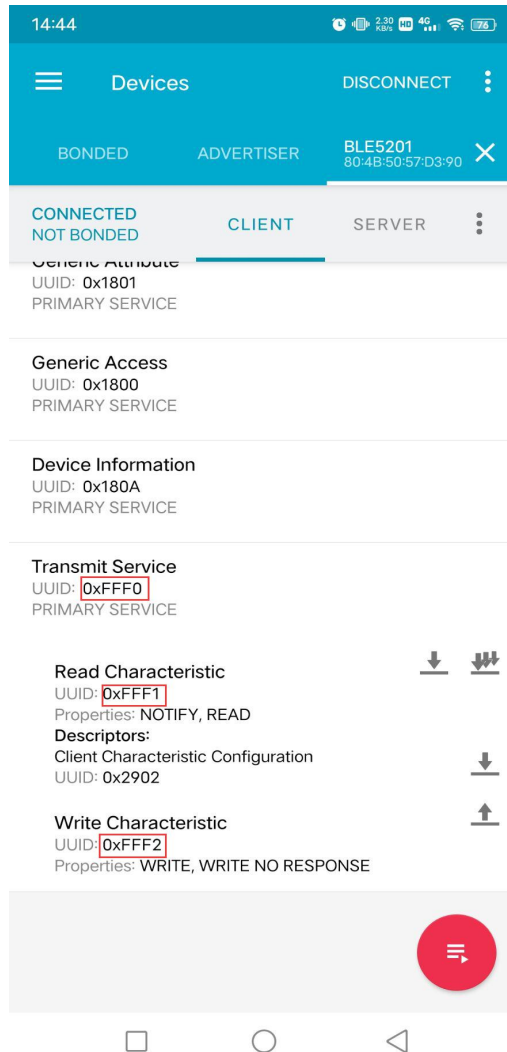 14:44
2.30 KB/s HD 4G 76
Devices
DISCONNECT
BONDED
ADVERTISER
BLE5201
80:4B:50:57:D3:90
CONNECTED
NOT BONDED
CLIENT
SERVER
Generic Attribute
UUID: 0x1801
PRIMARY SERVICE
Generic Access
UUID: 0x1800
PRIMARY SERVICE
Device Information
UUID: 0x180A
PRIMARY SERVICE
Transmit Service
UUID: 0xFFF0
PRIMARY SERVICE
Read Characteristic
UUID: 0xFFF1
Properties: NOTIFY, READ
Descriptors:
Client Characteristic Configuration
UUID: 0x2902
Write Characteristic
UUID: 0xFFF2
Properties: WRITE, WRITE NO RESPONSE